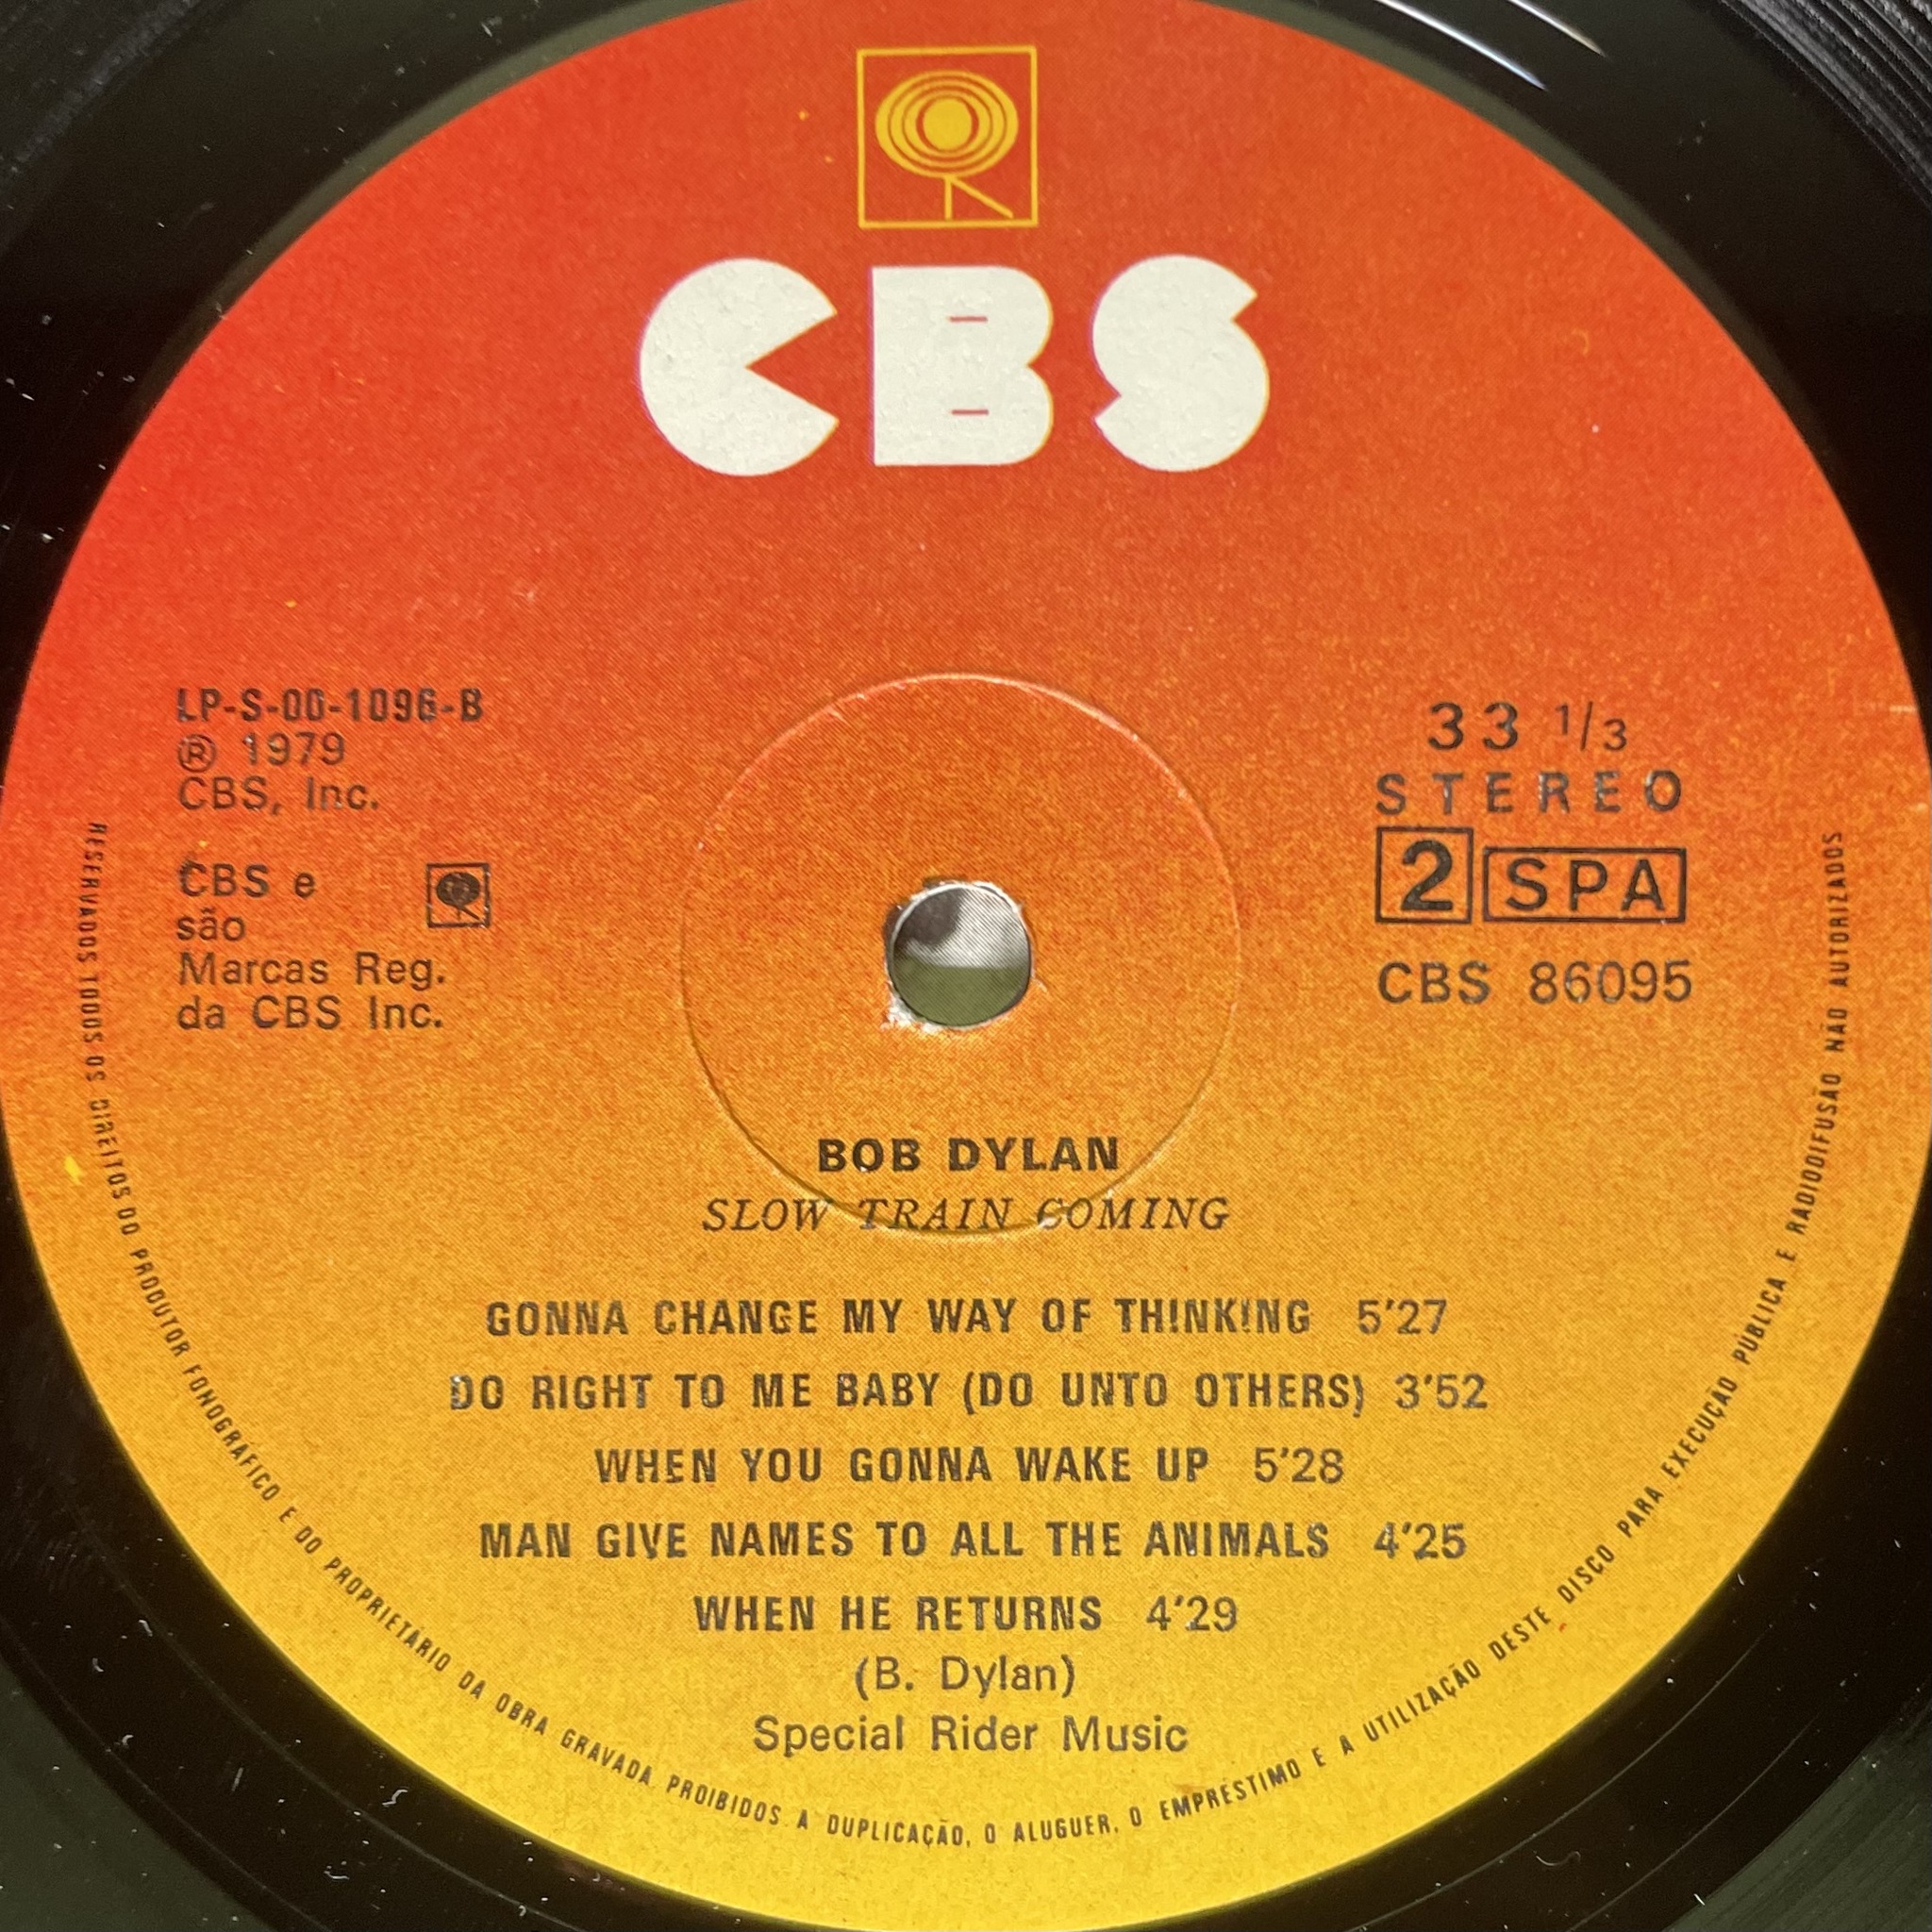 CBS
LP-S-00-1096-B
Ⓡ 1979
CBS, Inc.
CBS e
são
Marcas Reg.
da CBS Inc.
33 1/3
STEREO
2 SPA
CBS 86095
BOB DYLAN
SLOW TRAIN COMING
GONNA CHANGE MY WAY OF THINKING 5'27
DO RIGHT TO ME BABY (DO UNTO OTHERS) 3'52
WHEN YOU GONNA WAKE UP 5'28
MAN GIVE NAMES TO ALL THE ANIMALS 4'25
WHEN HE RETURNS 4'29
(B. Dylan)
Special Rider Music
RESERVADOS TODOS OS DIREITOS DO PRODUTOR FONOGRÁFICO E DO PROPRIETÁRIO DA OBRA GRAVADA. PROIBIDOS A DUPLICAÇÃO, O ALUGUER, O EMPRÉSTIMO E A UTILIZAÇÃO DESTE DISCO PARA EXECUÇÃO PÚBLICA E RADIODIFUSÃO NÃO AUTORIZADOS